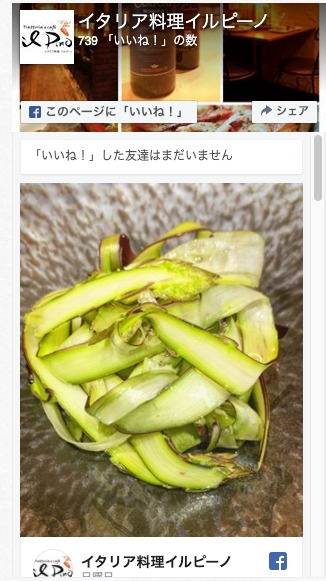 Trattoria e caffè
il Pino
イタリア料理イルピーノ
739 「いいね！」の数
このページに「いいね！」
シェア
「いいね！」した友達はまだいません
il Pino
イタリア料理イルピーノ